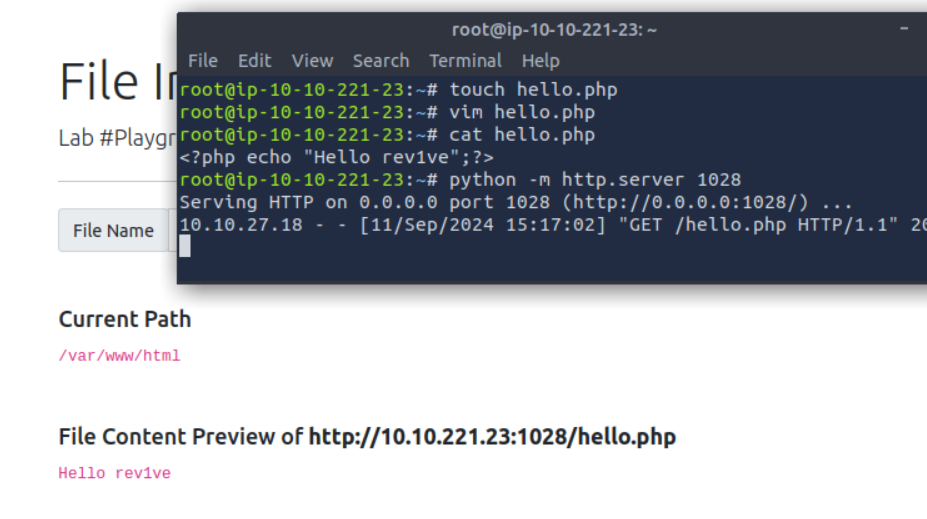 root@ip-10-10-221-23: ~
File Edit View Search Terminal Help
root@ip-10-10-221-23:~# touch hello.php
root@ip-10-10-221-23:~# vim hello.php
root@ip-10-10-221-23:~# cat hello.php
<?php echo "Hello rev1ve";?>
root@ip-10-10-221-23:~# python -m http.server 1028
Serving HTTP on 0.0.0.0 port 1028 (http://0.0.0.0:1028/) ...
10.10.27.18 - - [11/Sep/2024 15:17:02] "GET /hello.php HTTP/1.1" 20
File
Lab #Playgr
File Name
Current Path
/var/www/html
File Content Preview of http://10.10.221.23:1028/hello.php
Hello rev1ve